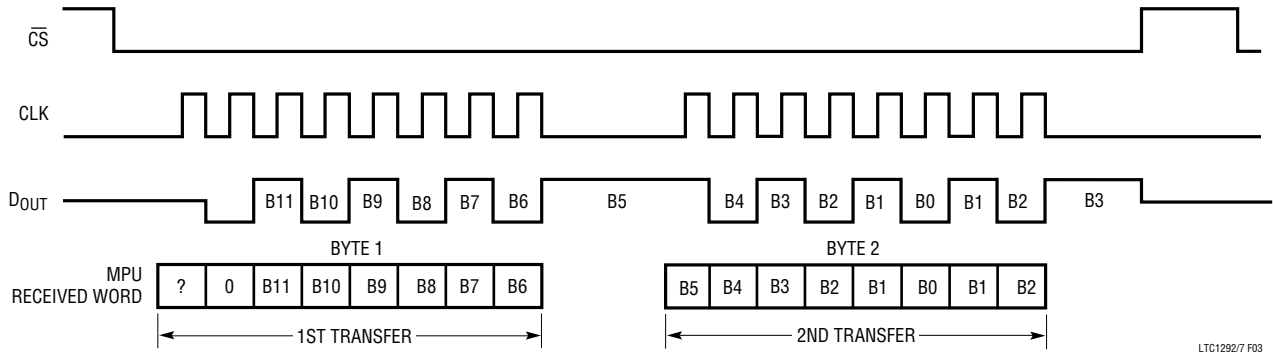 C̅S̅
CLK
DOUT
B11 B10 B9 B8 B7 B6 B5 B4 B3 B2 B1 B0 B1 B2 B3
BYTE 1 BYTE 2
MPU
RECEIVED WORD
? 0 B11 B10 B9 B8 B7 B6 B5 B4 B3 B2 B1 B0 B1 B2
1ST TRANSFER 2ND TRANSFER
LTC1292/7 F03